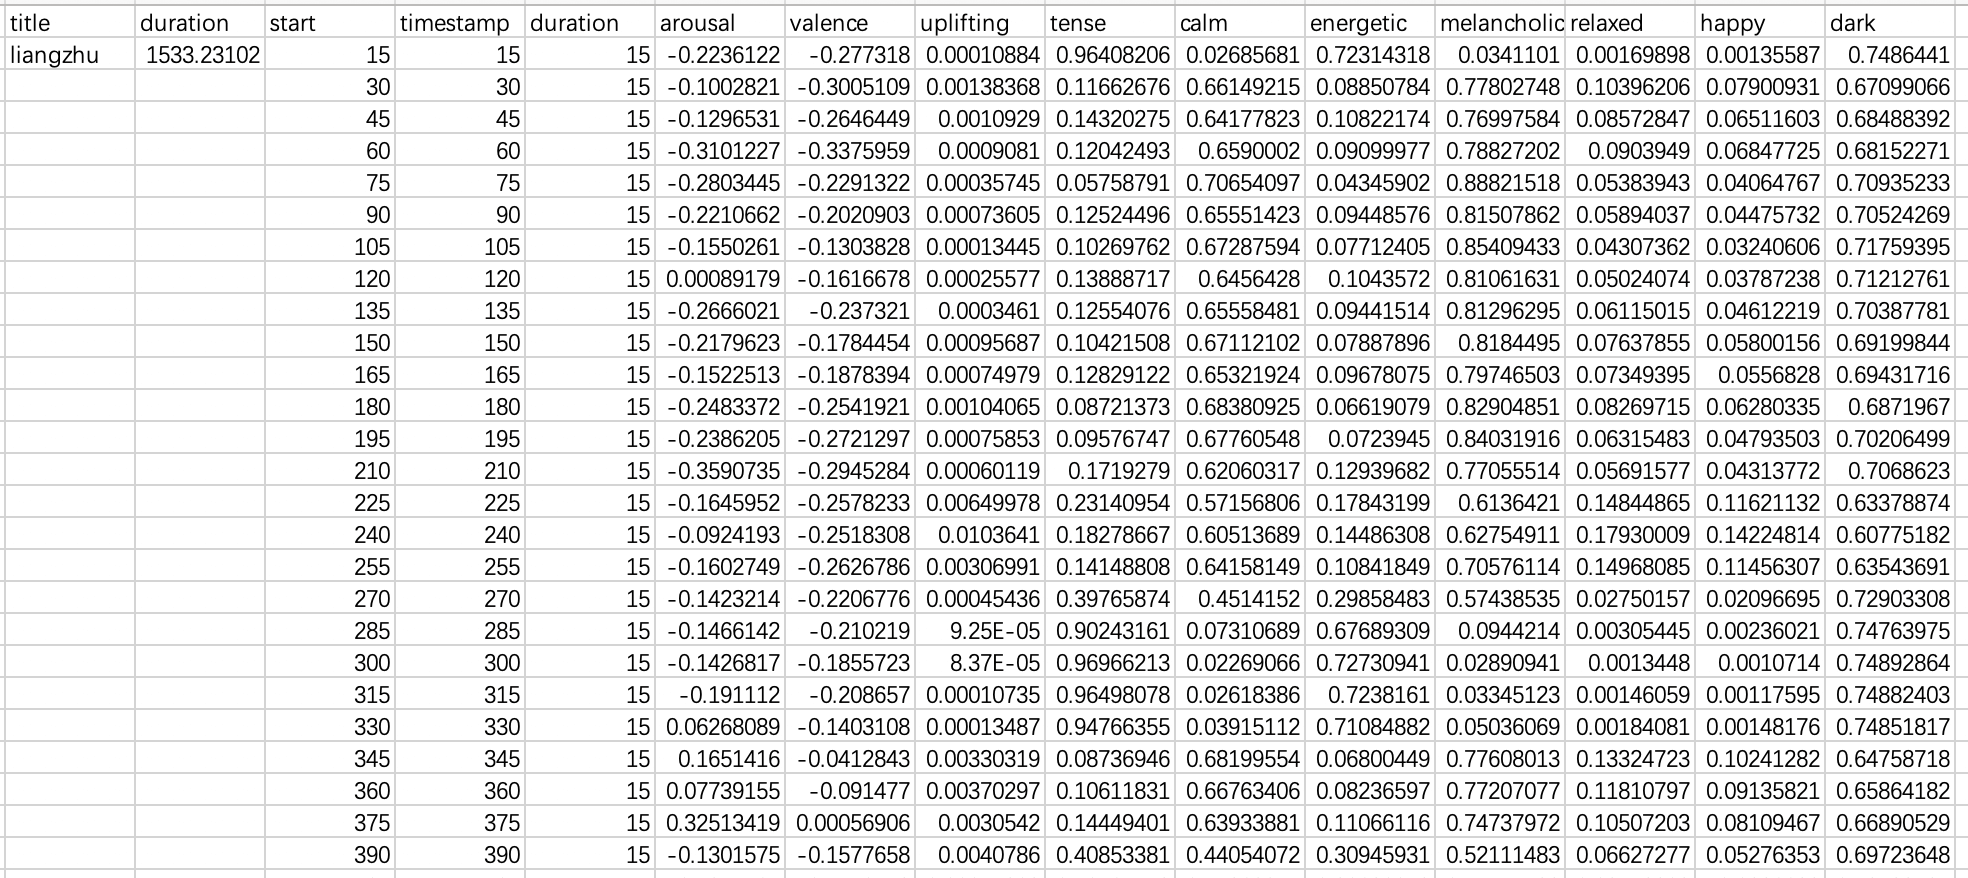 title duration start timestamp duration arousal valence uplifting tense calm energetic melancholic relaxed happy dark
liangzhu 1533.23102 15 15 15 -0.2236122 -0.277318 0.00010884 0.96408206 0.02685681 0.72314318 0.0341101 0.00169898 0.00135587 0.7486441
30 30 15 -0.1002821 -0.3005109 0.00138368 0.11662676 0.66149215 0.08850784 0.77802748 0.10396206 0.07900931 0.67099066
45 45 15 -0.1296531 -0.2646449 0.0010929 0.14320275 0.64177823 0.10822174 0.76997584 0.08572847 0.06511603 0.68488392
60 60 15 -0.3101227 -0.3375959 0.0009081 0.12042493 0.6590002 0.09099977 0.78827202 0.0903949 0.06847725 0.68152271
75 75 15 -0.2803445 -0.2291322 0.00035745 0.05758791 0.70654097 0.04345902 0.88821518 0.05383943 0.04064767 0.70935233
90 90 15 -0.2210662 -0.2020903 0.00073605 0.12524496 0.65551423 0.09448576 0.81507862 0.05894037 0.04475732 0.70524269
105 105 15 -0.1550261 -0.1303828 0.00013445 0.10269762 0.67287594 0.07712405 0.85409433 0.04307362 0.03240606 0.71759395
120 120 15 0.00089179 -0.1616678 0.00025577 0.13888717 0.6456428 0.1043572 0.81061631 0.05024074 0.03787238 0.71212761
135 135 15 -0.2666021 -0.237321 0.0003461 0.12554076 0.65558481 0.09441514 0.81296295 0.06115015 0.04612219 0.70387781
150 150 15 -0.2179623 -0.1784454 0.00095687 0.10421508 0.67112102 0.07887896 0.8184495 0.07637855 0.05800156 0.69199844
165 165 15 -0.1522513 -0.1878394 0.00074979 0.12829122 0.65321924 0.09678075 0.79746503 0.07349395 0.0556828 0.69431716
180 180 15 -0.2483372 -0.2541921 0.00104065 0.08721373 0.68380925 0.06619079 0.82904851 0.08269715 0.06280335 0.6871967
195 195 15 -0.2386205 -0.2721297 0.00075853 0.09576747 0.67760548 0.0723945 0.84031916 0.06315483 0.04793503 0.70206499
210 210 15 -0.3590735 -0.2945284 0.00060119 0.1719279 0.62060317 0.12939682 0.77055514 0.05691577 0.04313772 0.7068623
225 225 15 -0.1645952 -0.2578233 0.00649978 0.23140954 0.57156806 0.17843199 0.6136421 0.14844865 0.11621132 0.63378874
240 240 15 -0.0924193 -0.2518308 0.0103641 0.18278667 0.60513689 0.14486308 0.62754911 0.17930009 0.14224814 0.60775182
255 255 15 -0.1602749 -0.2626786 0.00306991 0.14148808 0.64158149 0.10841849 0.70576114 0.14968085 0.11456307 0.63543691
270 270 15 -0.1423214 -0.2206776 0.00045436 0.39765874 0.4514152 0.29858483 0.57438535 0.02750157 0.02096695 0.72903308
285 285 15 -0.1466142 -0.210219 9.25E-05 0.90243161 0.07310689 0.67689309 0.0944214 0.00305445 0.00236021 0.74763975
300 300 15 -0.1426817 -0.1855723 8.37E-05 0.96966213 0.02269066 0.72730941 0.02890941 0.0013448 0.0010714 0.74892864
315 315 15 -0.191112 -0.208657 0.00010735 0.96498078 0.02618386 0.7238161 0.03345123 0.00146059 0.00117595 0.74882403
330 330 15 0.06268089 -0.1403108 0.00013487 0.94766355 0.03915112 0.71084882 0.05036069 0.00184081 0.00148176 0.74851817
345 345 15 0.1651416 -0.0412843 0.00330319 0.08736946 0.68199554 0.06800449 0.77608013 0.13324723 0.10241282 0.64758718
360 360 15 0.07739155 -0.091477 0.00370297 0.10611831 0.66763406 0.08236597 0.77207077 0.11810797 0.09135821 0.65864182
375 375 15 0.32513419 0.00056906 0.0030542 0.14449401 0.63933881 0.11066116 0.74737972 0.10507203 0.08109467 0.66890529
390 390 15 -0.1301575 -0.1577658 0.0040786 0.40853381 0.44054072 0.30945931 0.52111483 0.06627277 0.05276353 0.69723648